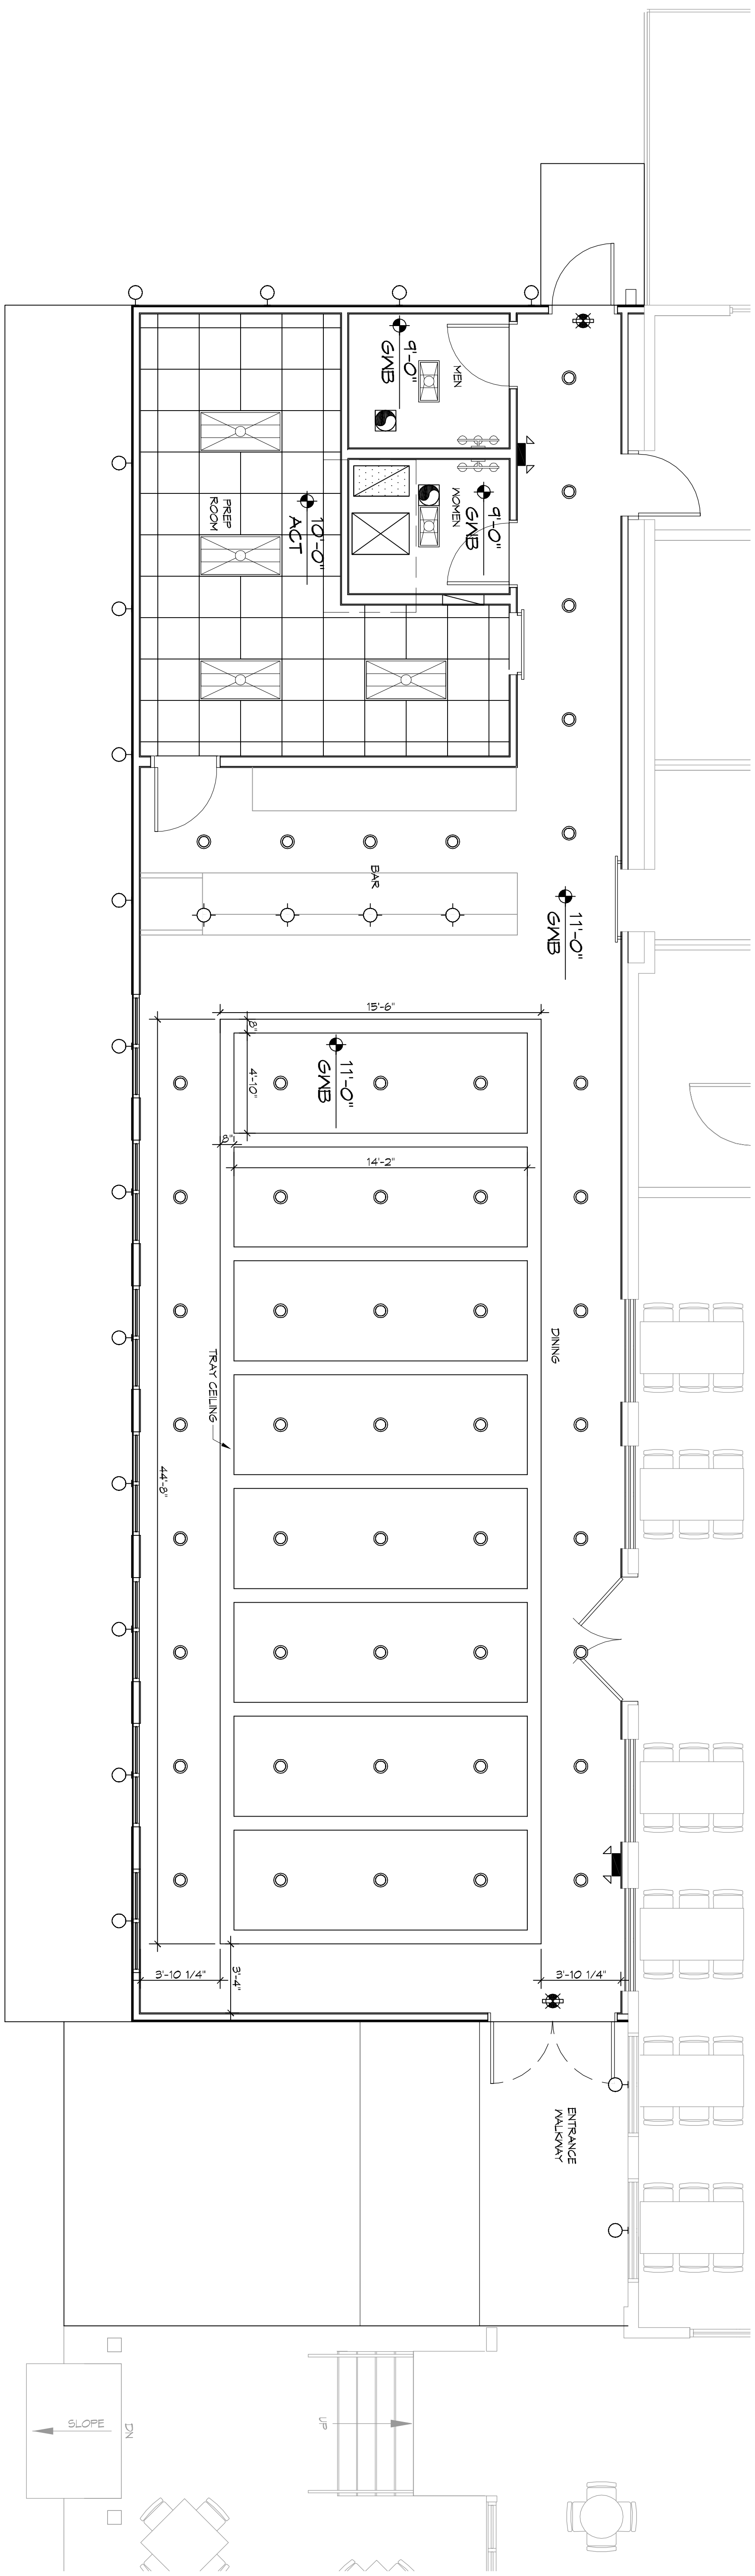 MEN
9'-0"
GWB
WOMEN
9'-0"
GWB
10'-0"
ACT
PREP
ROOM
BAR
11'-0"
GWB
15'-6"
8"
4'-10"
11'-0"
GWB
8"
14'-2"
DINING
TRAY CEILING
44'-8"
3'-10 1/4"
3'-4"
3'-10 1/4"
ENTRANCE
WALKWAY
SLOPE
DN
UP